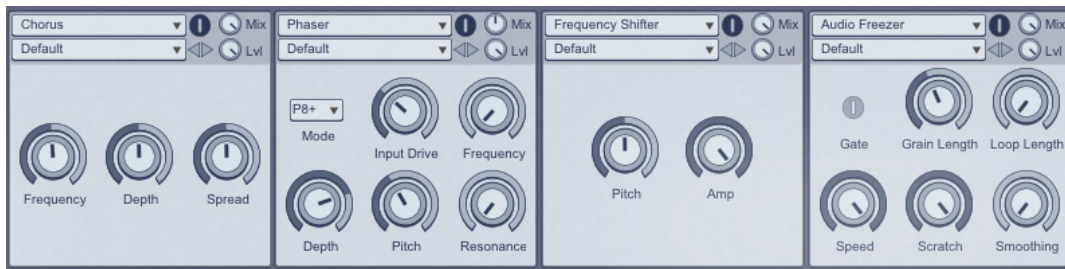 Chorus
Mix
Default
Lvl
Frequency
Depth
Spread
Phaser
Mix
Default
Lvl
P8+
Mode
Input Drive
Frequency
Depth
Pitch
Resonance
Frequency Shifter
Mix
Default
Lvl
Pitch
Amp
Audio Freezer
Mix
Default
Lvl
Gate
Grain Length
Loop Length
Speed
Scratch
Smoothing